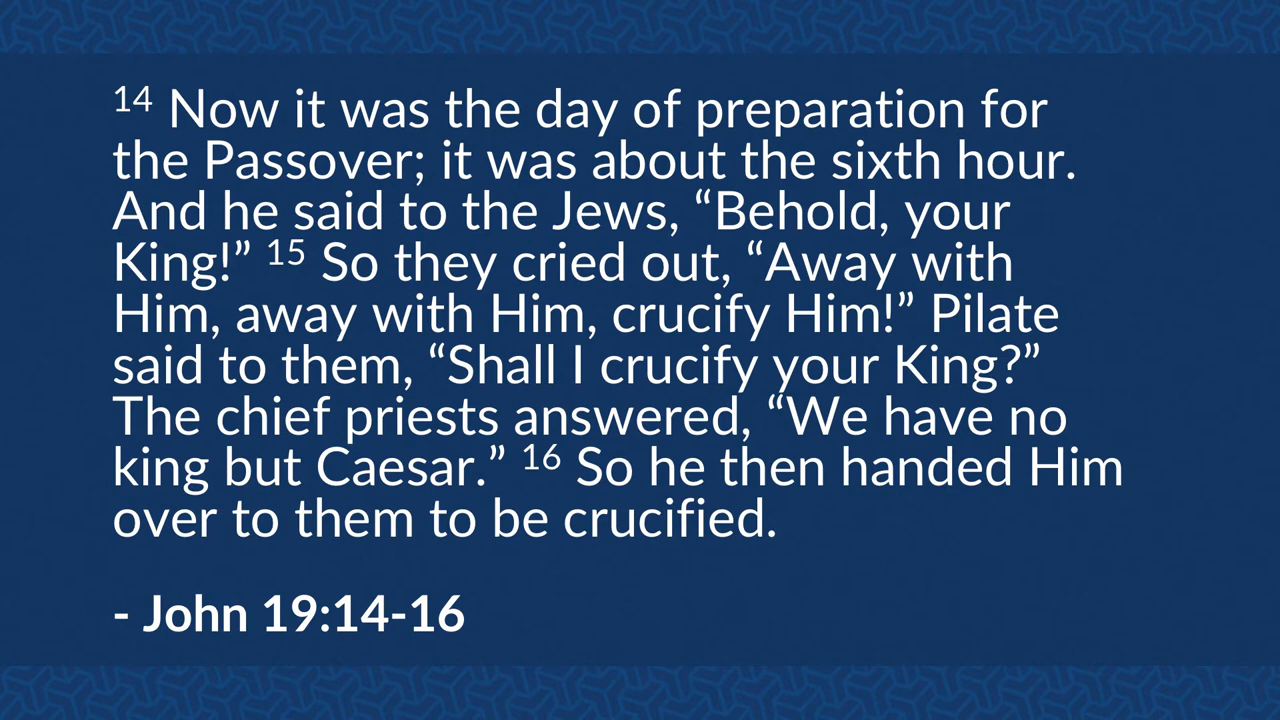 14 Now it was the day of preparation for
the Passover; it was about the sixth hour.
And he said to the Jews, “Behold, your
King!” 15 So they cried out, “Away with
Him, away with Him, crucify Him!” Pilate
said to them, “Shall I crucify your King?”
The chief priests answered, “We have no
king but Caesar.” 16 So he then handed Him
over to them to be crucified.
- John 19:14-16